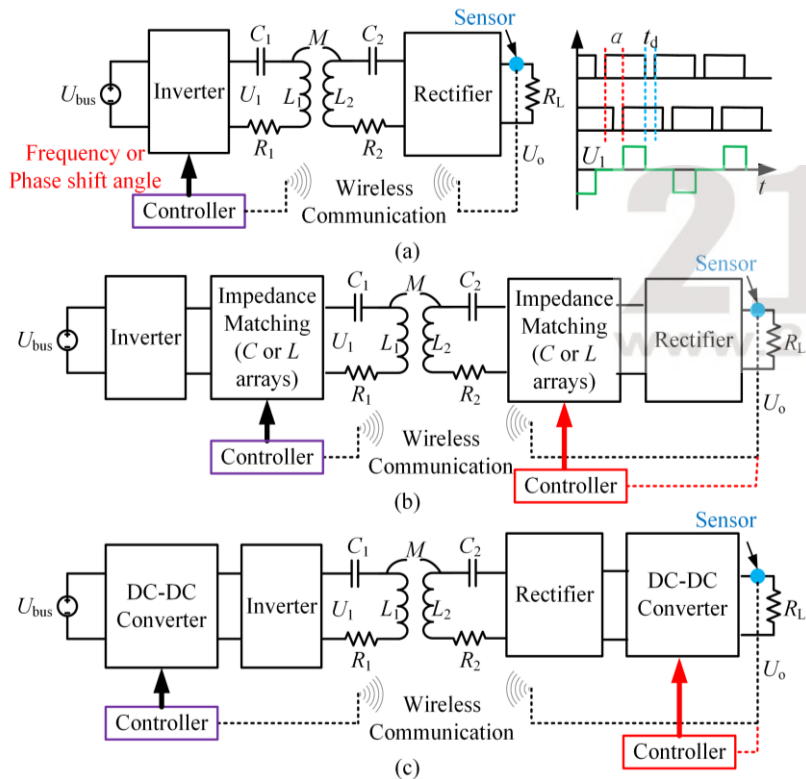 Sensor
C1
M
C2
α
td
Ubus
Inverter
U1
L1
L2
Rectifier
RL
R1
R2
Uo
U1
t
Frequency or
Phase shift angle
Controller
Wireless
Communication
(a)
21
Sensor
www.
C1
M
C2
Ubus
Inverter
Impedance
Matching
(C or L
arrays)
U1
L1
L2
Impedance
Matching
(C or L
arrays)
Rectifier
RL
R1
R2
Uo
Controller
Wireless
Communication
Controller
(b)
Sensor
C1
M
C2
Ubus
DC-DC
Converter
Inverter
U1
L1
L2
Rectifier
DC-DC
Converter
RL
R1
R2
Uo
Controller
Wireless
Communication
Controller
(c)